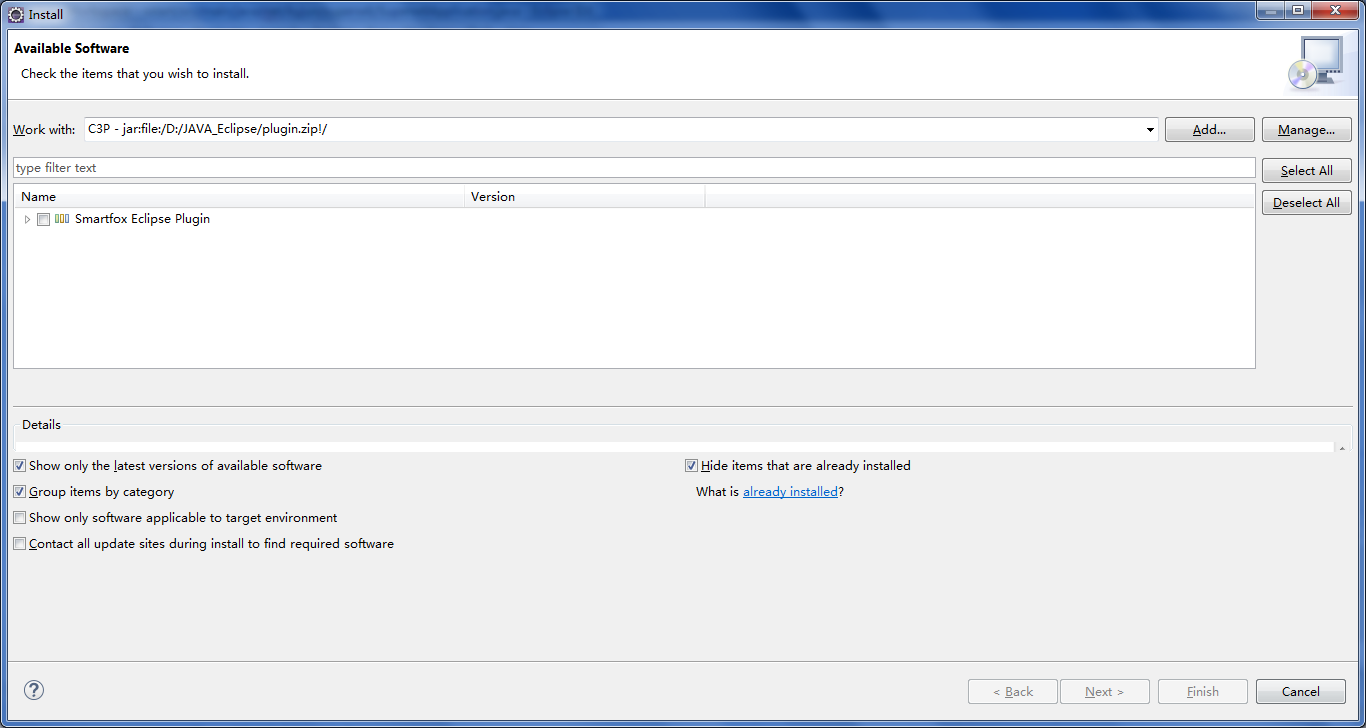 Install
Available Software
Check the items that you wish to install.
Work with: C3P - jar:file:/D:/JAVA_Eclipse/plugin.zip!/ Add... Manage...
type filter text
Select All
Name Version
Deselect All
Smartfox Eclipse Plugin
Details
Show only the latest versions of available software Hide items that are already installed
Group items by category What is already installed?
Show only software applicable to target environment
Contact all update sites during install to find required software
? < Back Next > Finish Cancel